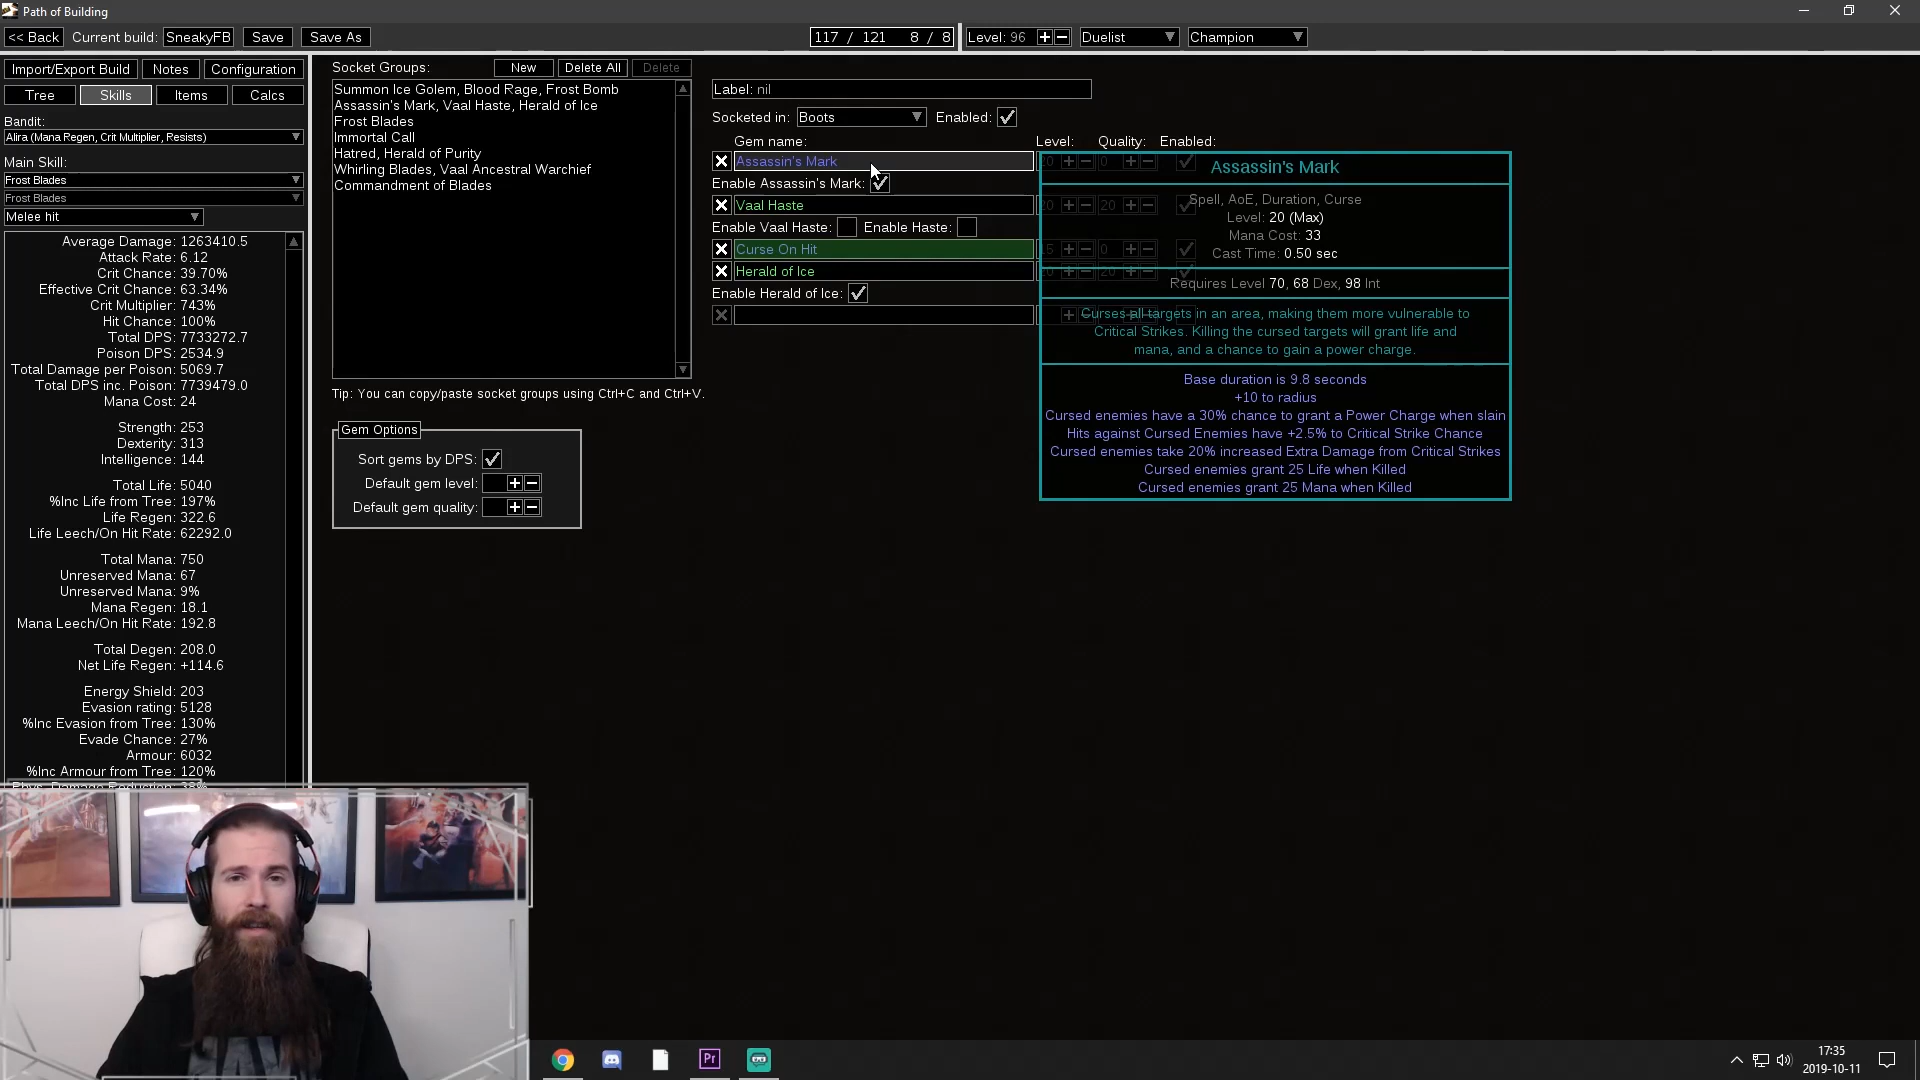 Path of Building
<< Back Current build: SneakyFB Save Save As 117 / 121 8 / 8 Level: 96 Duelist Champion
Import/Export Build Notes Configuration
Tree Skills Items Calcs
Bandit:
Alira (Mana Regen, Crit Multiplier, Resists)
Main Skill:
Frost Blades
Frost Blades
Melee hit
Average Damage: 1263410.5
Attack Rate: 6.12
Crit Chance: 39.70%
Effective Crit Chance: 63.34%
Crit Multiplier: 743%
Hit Chance: 100%
Total DPS: 7733272.7
Poison DPS: 2534.9
Total Damage per Poison: 5069.7
Total DPS inc. Poison: 7739479.0
Mana Cost: 24
Strength: 253
Dexterity: 313
Intelligence: 144
Total Life: 5040
%Inc Life from Tree: 197%
Life Regen: 322.6
Life Leech/On Hit Rate: 62292.0
Total Mana: 750
Unreserved Mana: 67
Unreserved Mana: 9%
Mana Regen: 18.1
Mana Leech/On Hit Rate: 192.8
Total Degen: 208.0
Net Life Regen: +114.6
Energy Shield: 203
Evasion rating: 5128
%Inc Evasion from Tree: 130%
Evade Chance: 27%
Armour: 6032
%Inc Armour from Tree: 120%
Socket Groups: New Delete All Delete
Summon Ice Golem, Blood Rage, Frost Bomb
Assassin's Mark, Vaal Haste, Herald of Ice
Frost Blades
Immortal Call
Hatred, Herald of Purity
Whirling Blades, Vaal Ancestral Warchief
Commandment of Blades
Tip: You can copy/paste socket groups using Ctrl+C and Ctrl+V.
Gem Options
Sort gems by DPS:
Default gem level:
Default gem quality:
Label: nil
Socketed in: Boots Enabled:
Gem name: Level: Quality: Enabled:
Assassin's Mark 20 0
Enable Assassin's Mark:
Vaal Haste 20 20
Enable Vaal Haste: Enable Haste:
Curse On Hit 0
Herald of Ice 20
Enable Herald of Ice:
Assassin's Mark
Spell, AoE, Duration, Curse
Level: 20 (Max)
Mana Cost: 33
Cast Time: 0.50 sec
Requires Level 70, 68 Dex, 98 Int
Curses all targets in an area, making them more vulnerable to
Critical Strikes. Killing the cursed targets will grant life and
mana, and a chance to gain a power charge.
Base duration is 9.8 seconds
+10 to radius
Cursed enemies have a 30% chance to grant a Power Charge when slain
Hits against Cursed Enemies have +2.5% to Critical Strike Chance
Cursed enemies take 20% increased Extra Damage from Critical Strikes
Cursed enemies grant 25 Life when Killed
Cursed enemies grant 25 Mana when Killed
Pr
17:35
2019-10-11